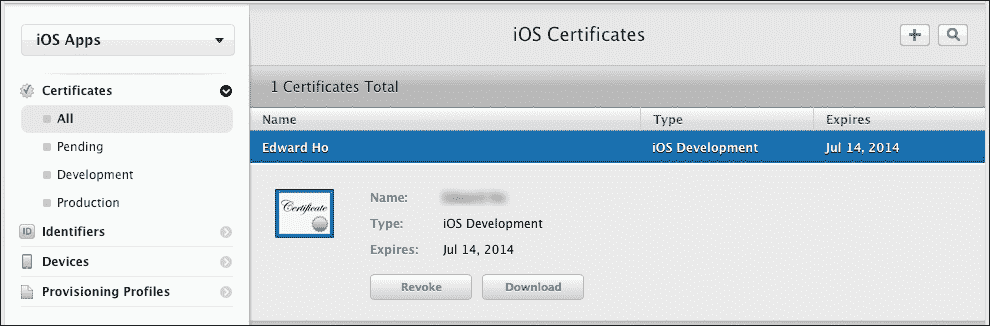 iOS Apps
iOS Certificates
Certificates
1 Certificates Total
All
Name Type Expires
Pending
Edward Ho iOS Development Jul 14, 2014
Development
Production
Certificate
Name:
Type: iOS Development
ID Identifiers
Expires: Jul 14, 2014
Devices
Provisioning Profiles
Revoke Download